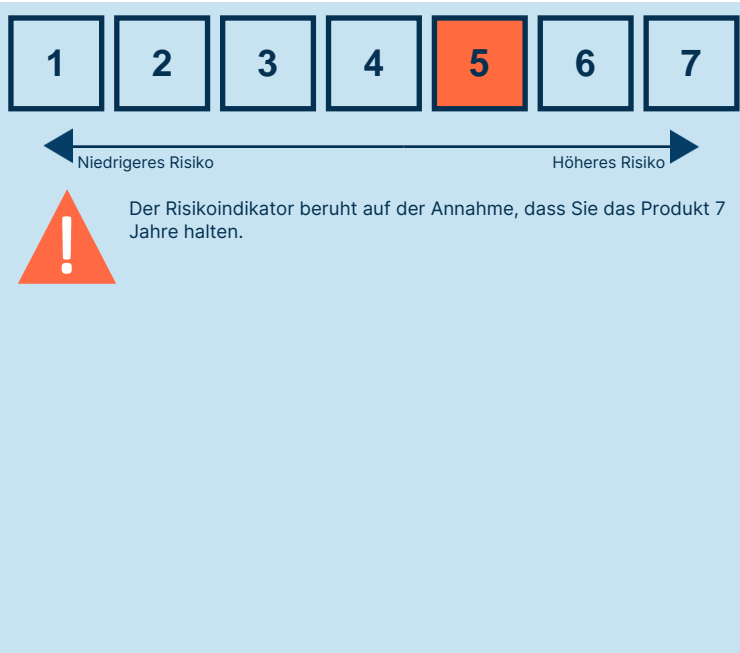 1 2 3 4 5 6 7
Niedrigeres Risiko Höheres Risiko
Der Risikoindikator beruht auf der Annahme, dass Sie das Produkt 7
Jahre halten.